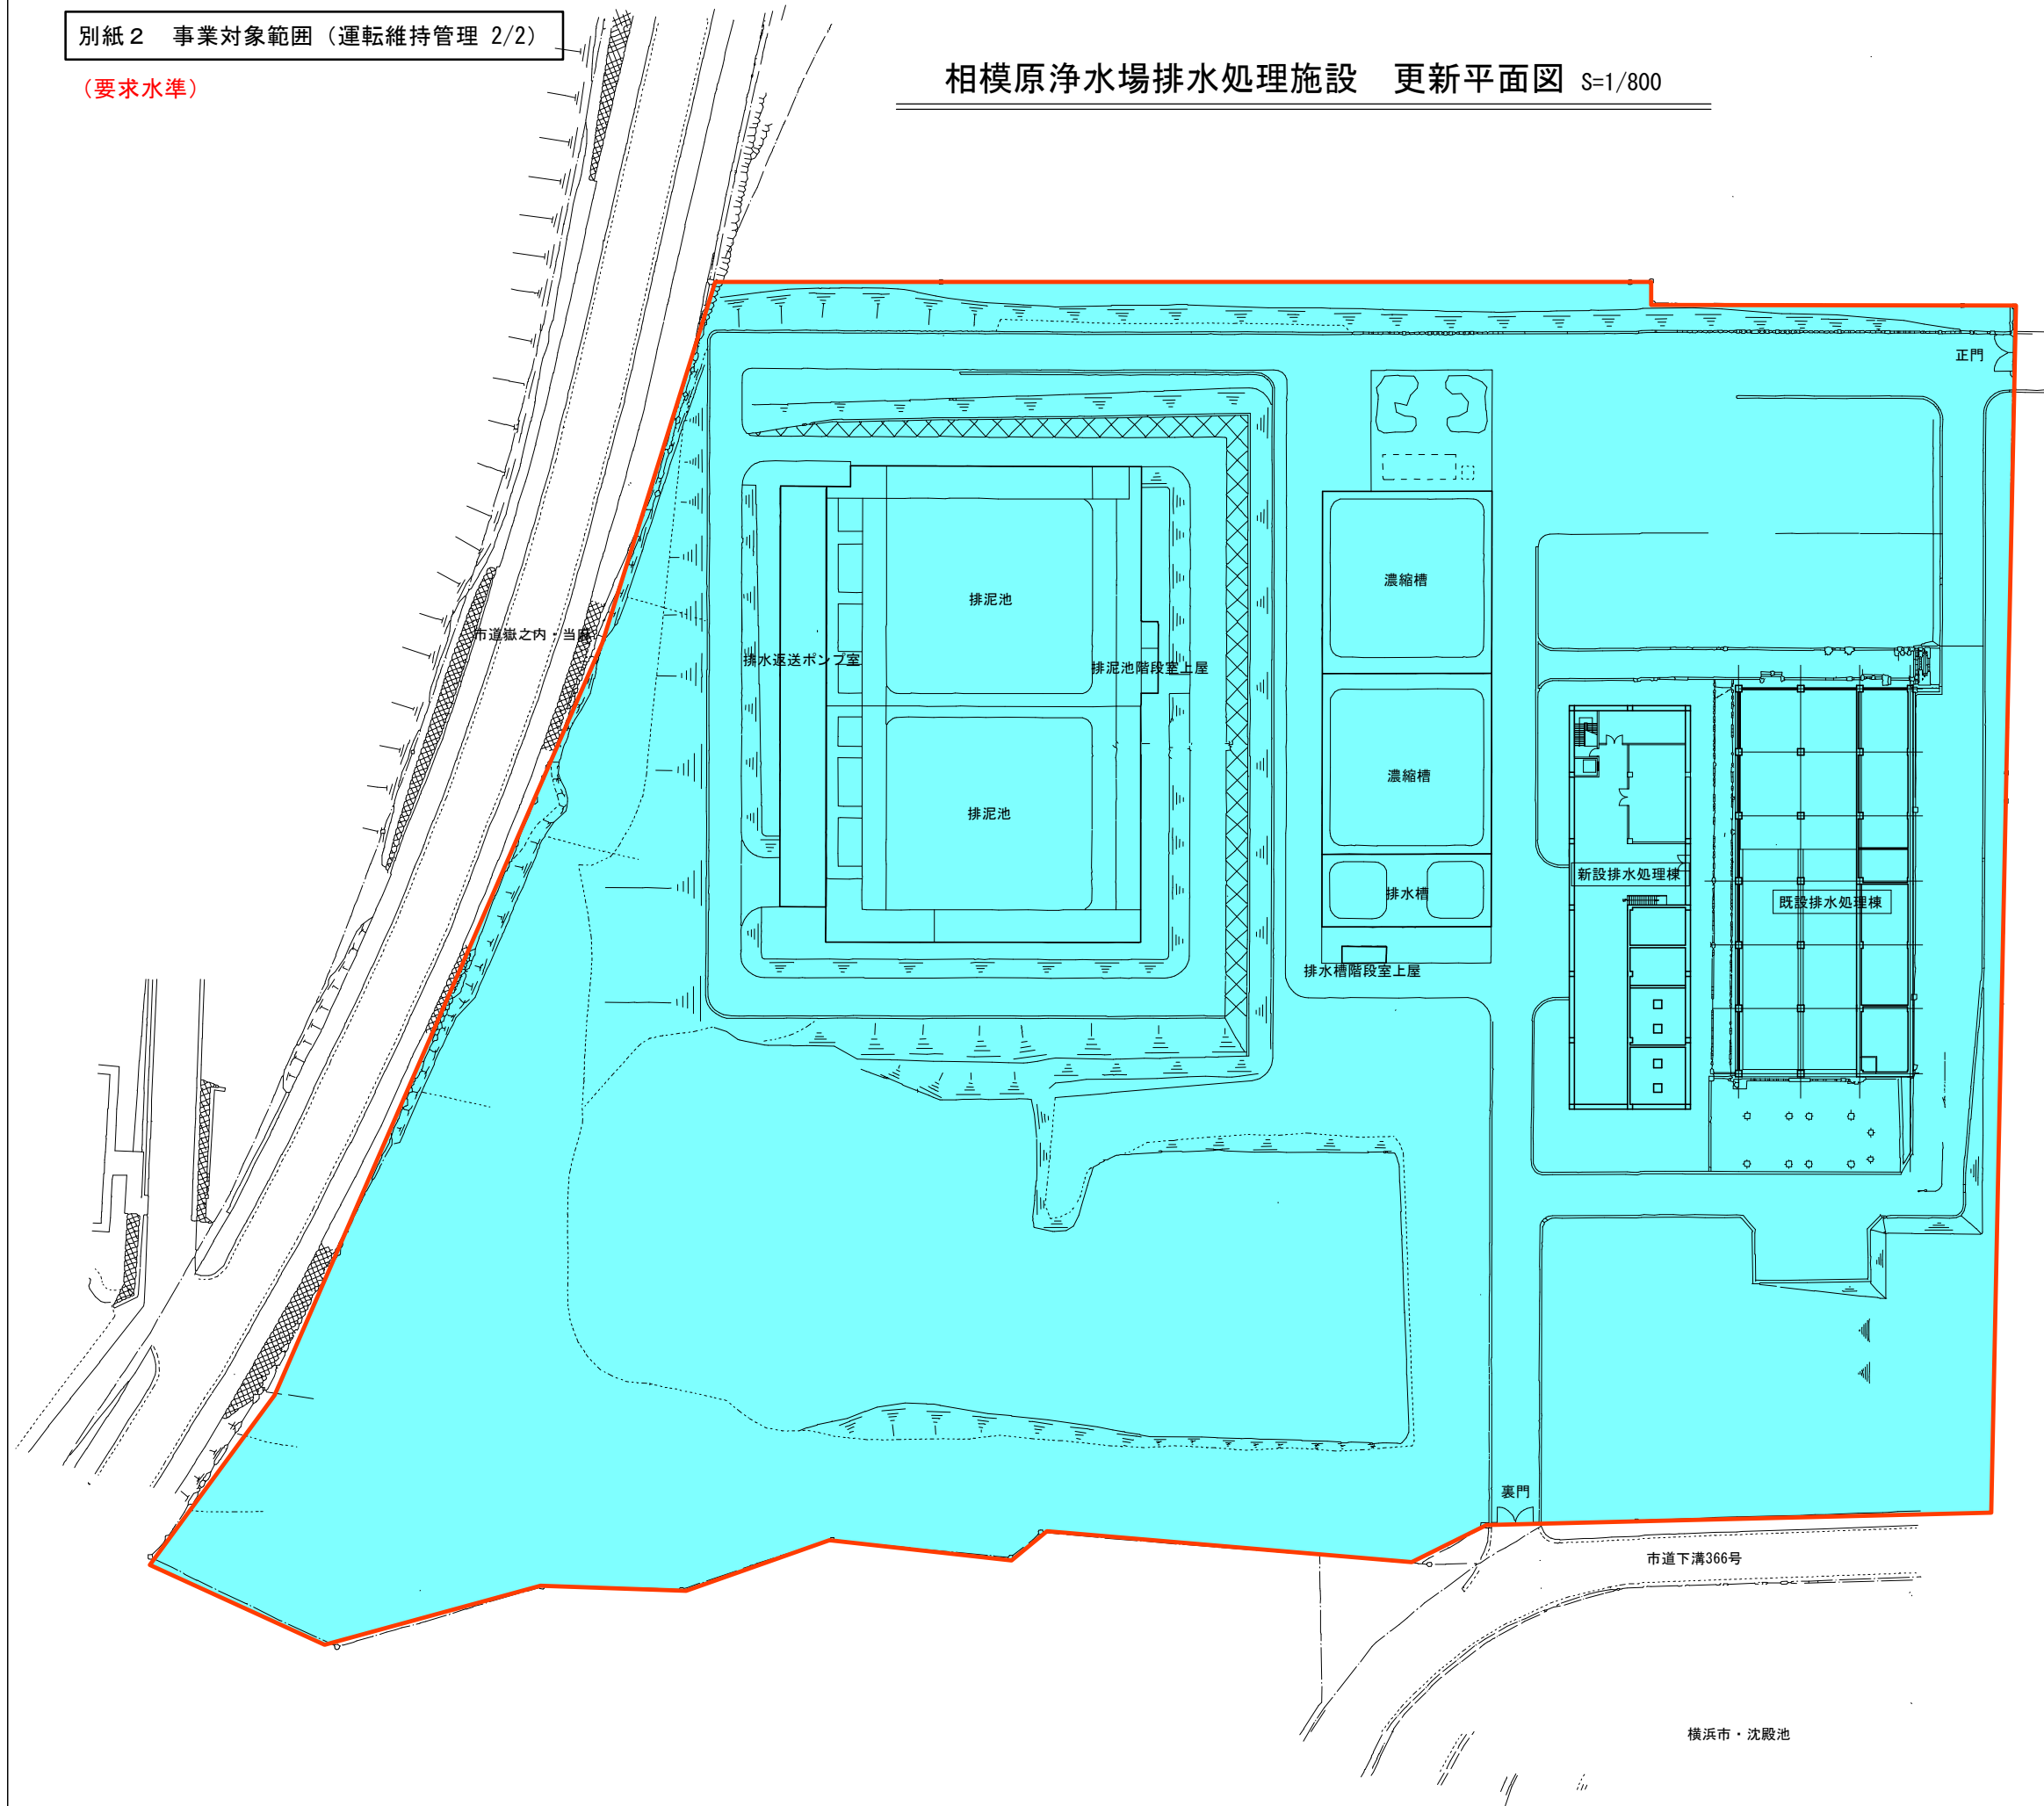 別紙２　事業対象範囲（運転維持管理 2/2）
（要求水準）
相模原浄水場排水処理施設　更新平面図 S=1/800
正門
濃縮槽
排泥池
市道嶽之内・当麻
排水返送ポンプ室
排泥池階段室上屋
濃縮槽
排泥池
新設排水処理棟
排水槽
既設排水処理棟
排水槽階段室上屋
裏門
市道下溝366号
横浜市・沈殿池